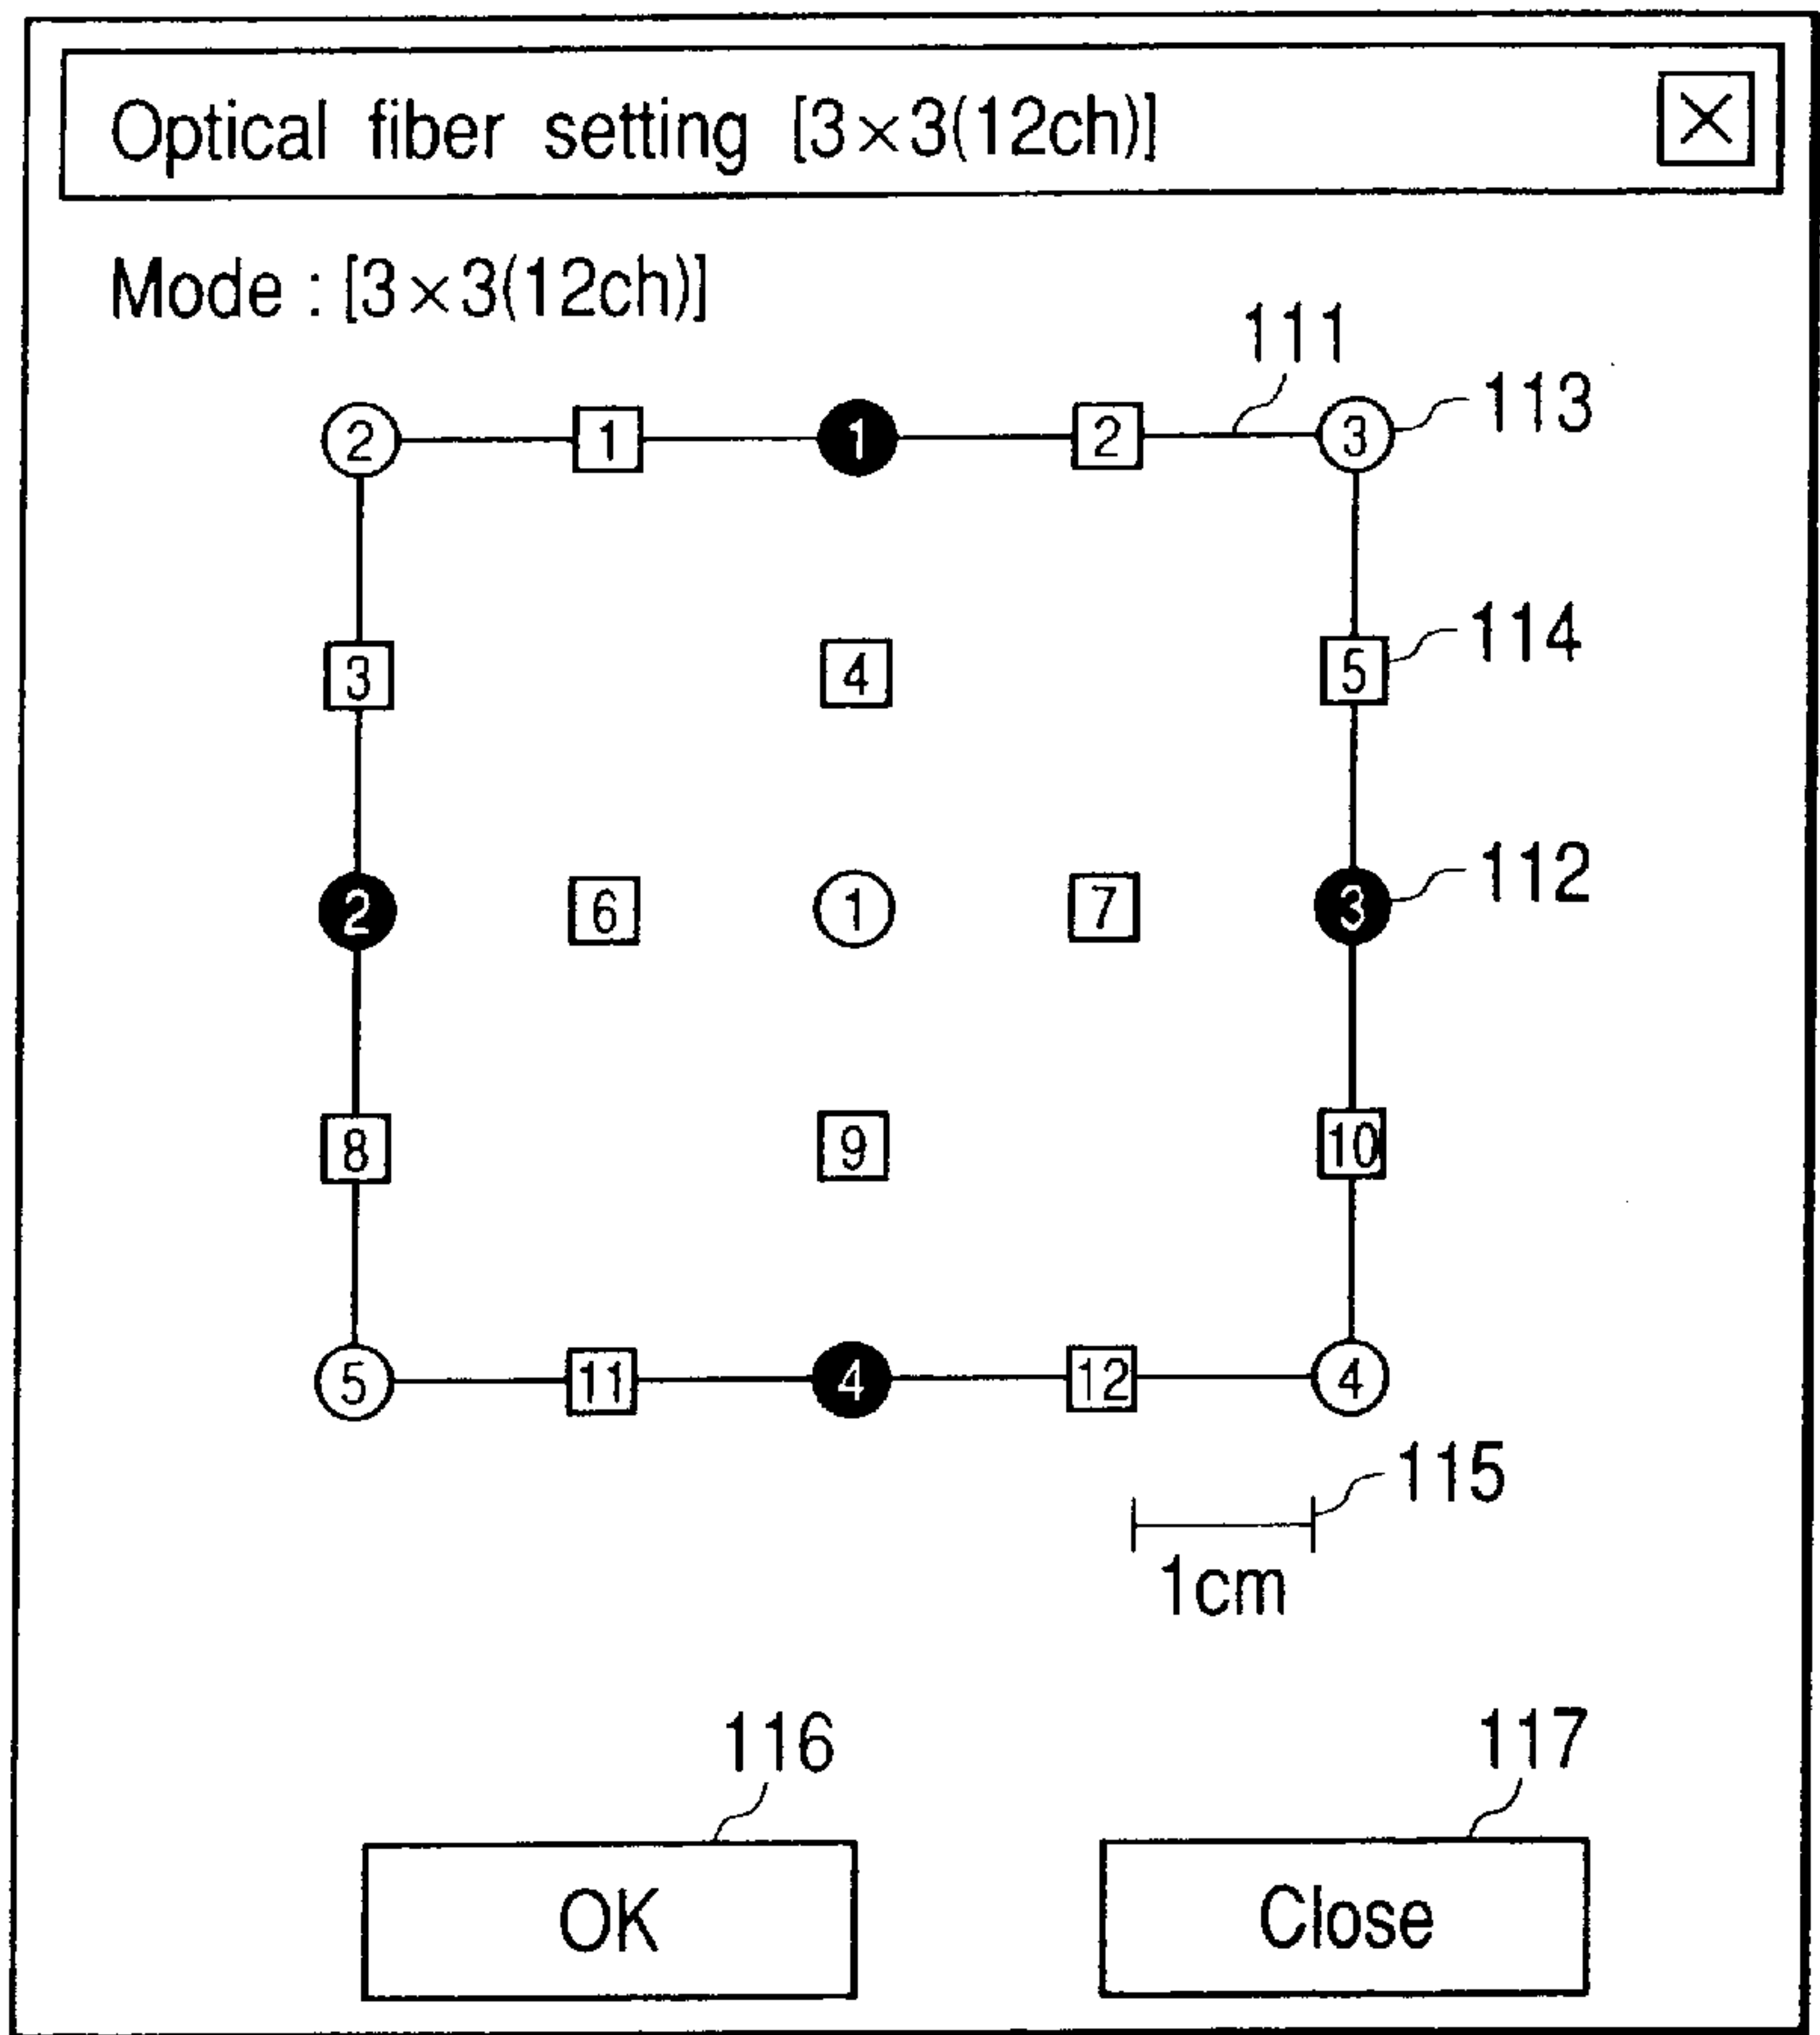 Optical fiber setting [3×3(12ch)] ×
Mode : [3×3(12ch)]
111
2 1 1 2 3 113
3 4 5 114
2 6 1 7 3 112
8 9 10
5 11 4 12 4
115
1cm
116 117
OK Close